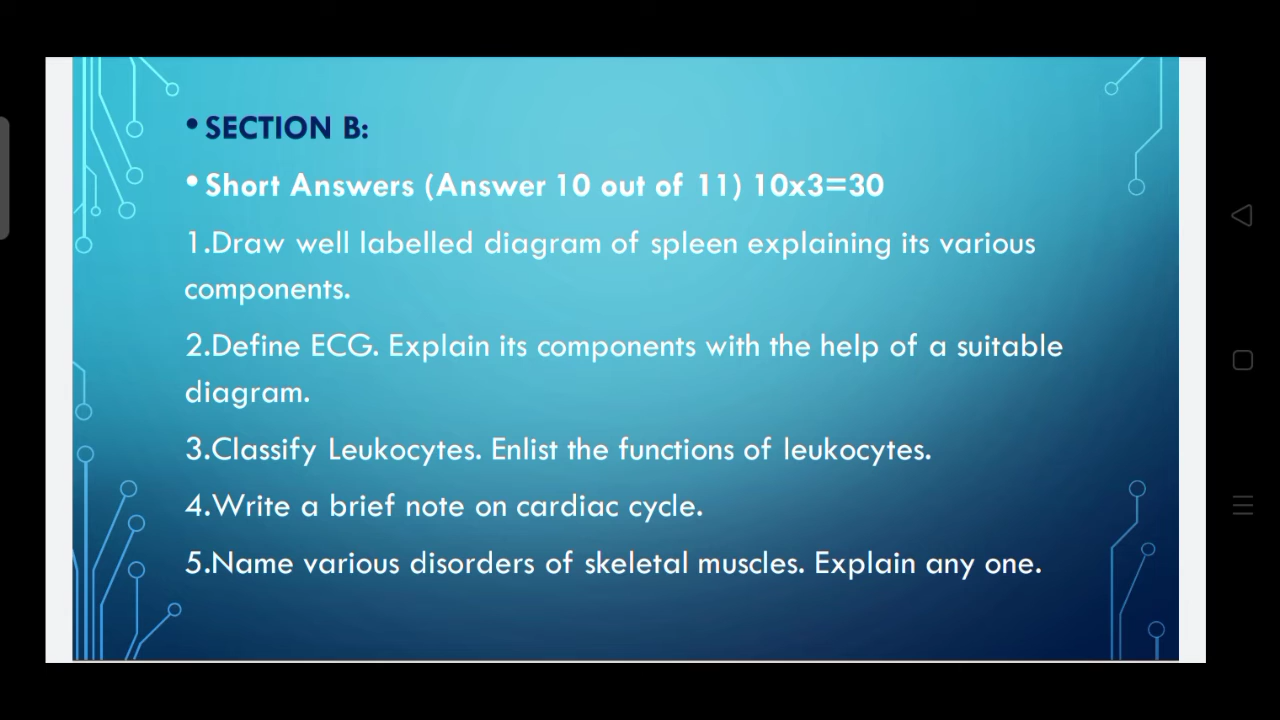 • SECTION B:
• Short Answers (Answer 10 out of 11) 10x3=30
1.Draw well labelled diagram of spleen explaining its various
components.
2.Define ECG. Explain its components with the help of a suitable
diagram.
3.Classify Leukocytes. Enlist the functions of leukocytes.
4.Write a brief note on cardiac cycle.
5.Name various disorders of skeletal muscles. Explain any one.